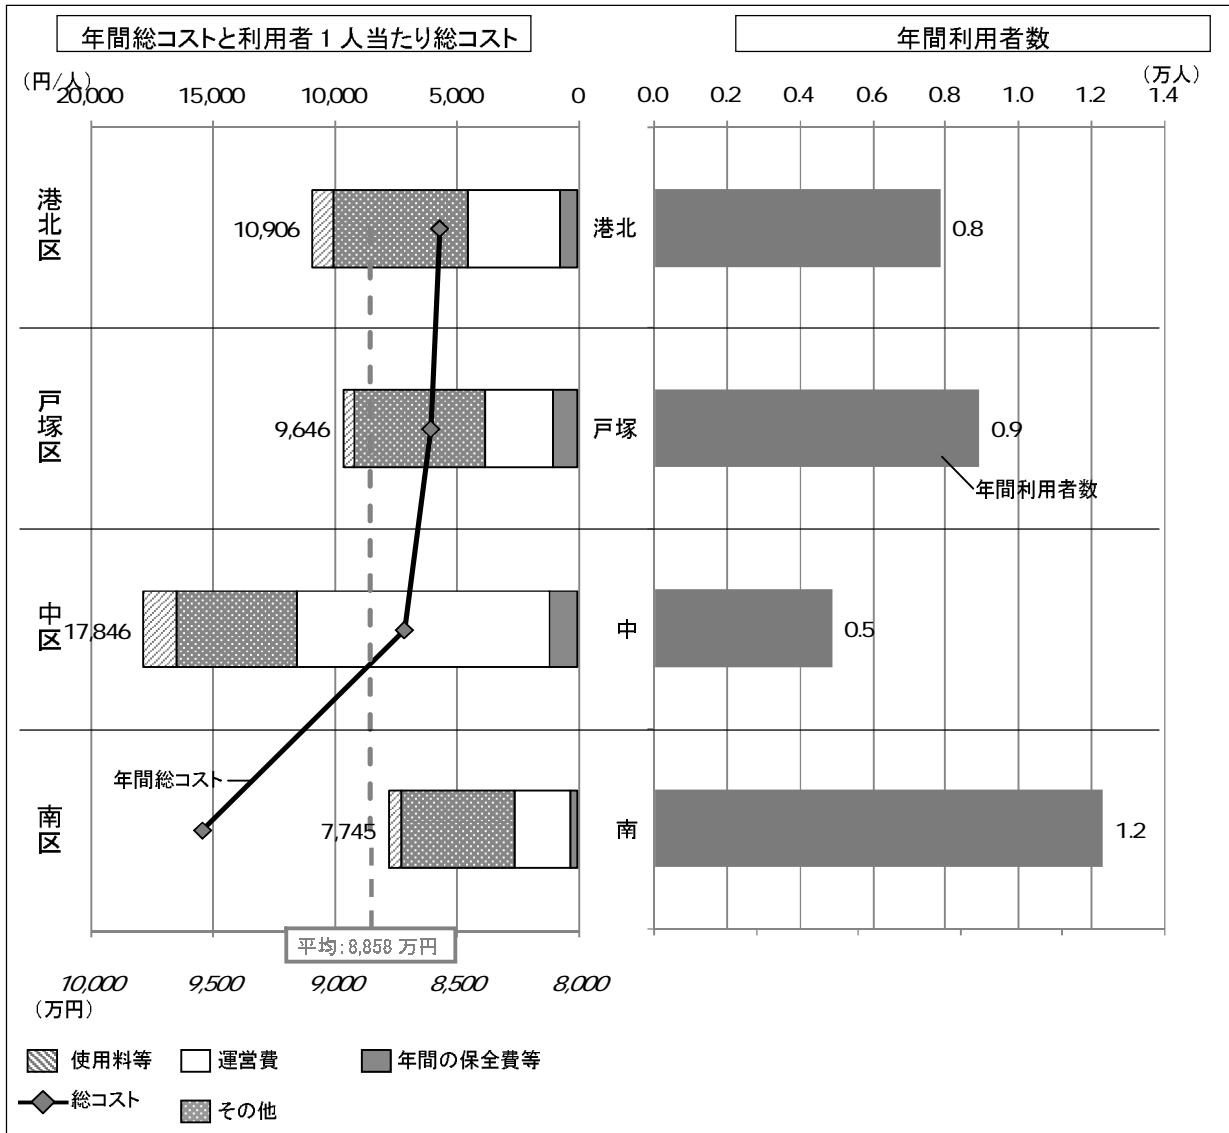 年間総コストと利用者１人当たり総コスト
年間利用者数
（円/人）
（万人）
20,000 15,000 10,000 5,000 0
0.0 0.2 0.4 0.6 0.8 1.0 1.2 1.4
港北区
10,906
港北
0.8
戸塚区
9,646
戸塚
0.9
年間利用者数
中区
17,846
中
0.5
年間総コスト
南区
7,745
南
1.2
平均：8,858 万円
10,000 9,500 9,000 8,500 8,000
（万円）
使用料等 運営費 年間の保全費等
総コスト その他